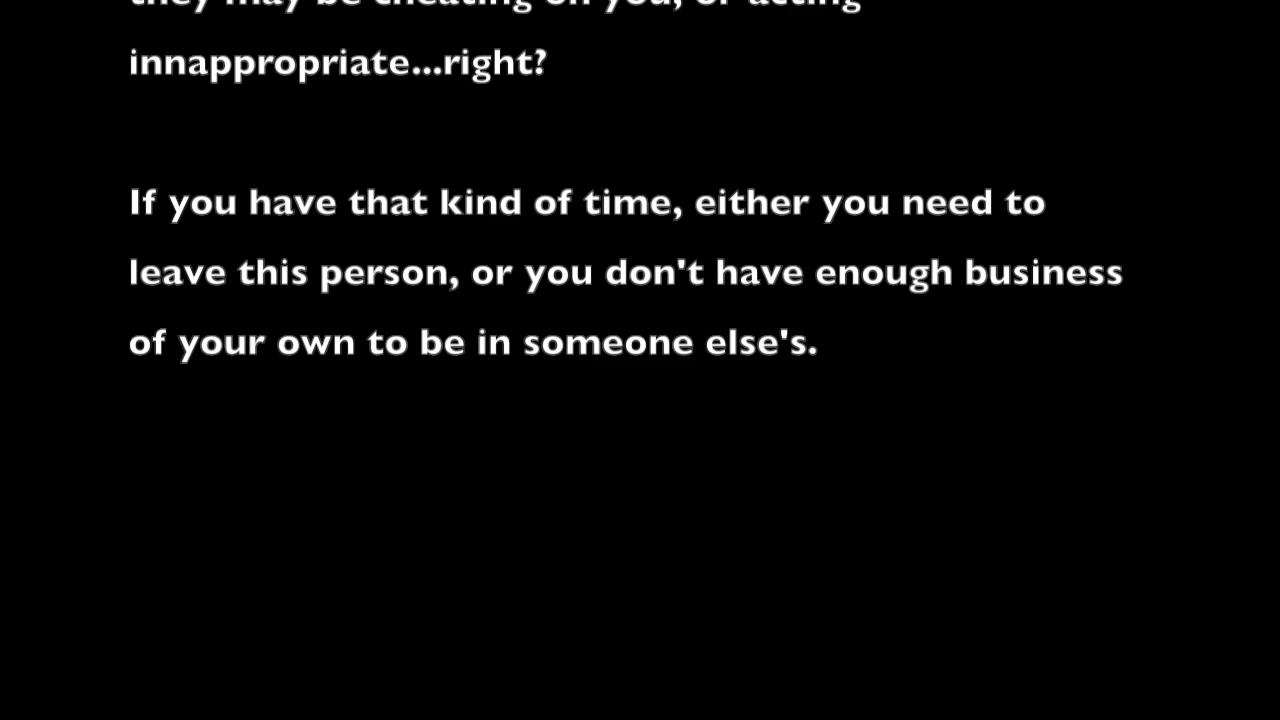 they may be cheating on you, or acting
innappropriate...right?
If you have that kind of time, either you need to
leave this person, or you don't have enough business
of your own to be in someone else's.